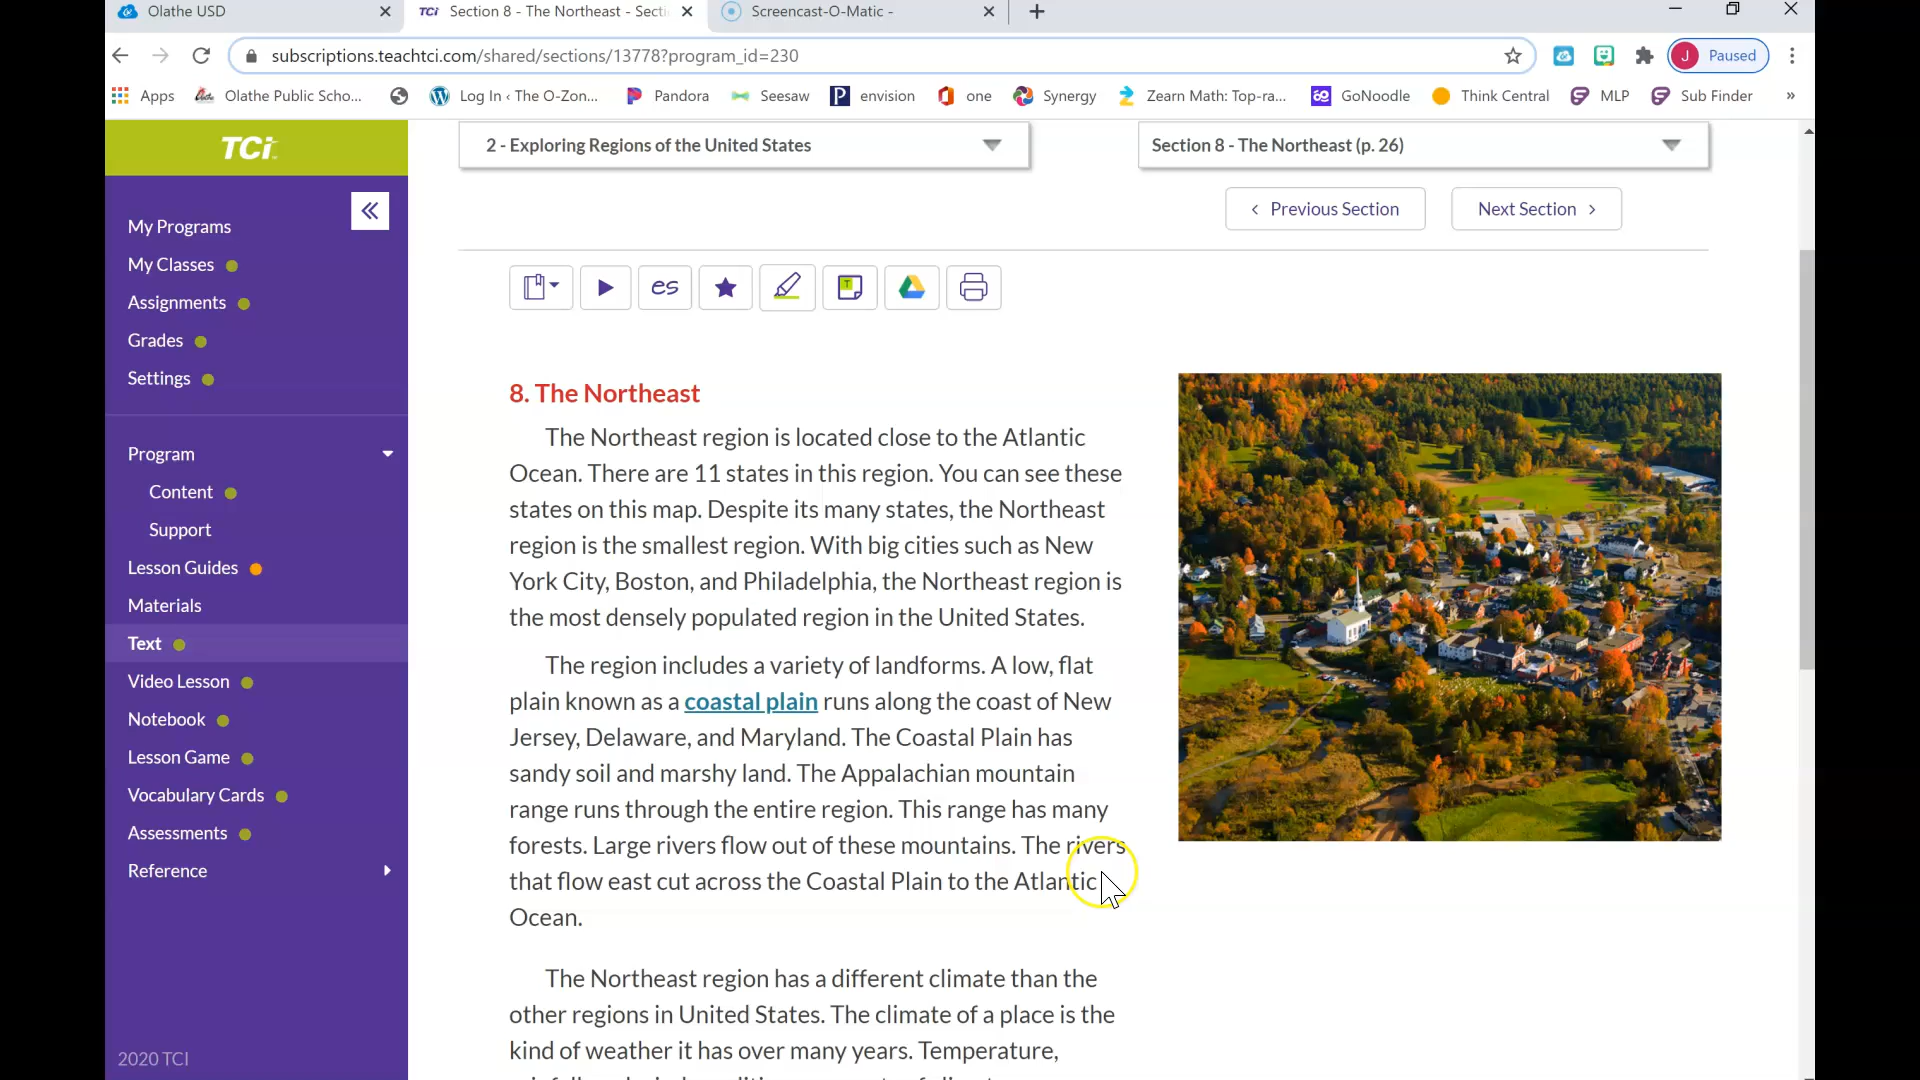 Olathe USD
TCi Section 8 - The Northeast - Secti
Screencast-O-Matic -
subscriptions.teachtci.com/shared/sections/13778?program_id=230
J Paused
Apps
Olathe Public Scho...
Log In ‹ The O-Zon...
Pandora
Seesaw
envision
one
Synergy
Zearn Math: Top-ra...
GoNoodle
Think Central
MLP
Sub Finder
»
TCi
My Programs
My Classes
Assignments
Grades
Settings
Program
Content
Support
Lesson Guides
Materials
Text
Video Lesson
Notebook
Lesson Game
Vocabulary Cards
Assessments
Reference
2020 TCI
2 - Exploring Regions of the United States
Section 8 - The Northeast (p. 26)
‹ Previous Section
Next Section ›
es
T
8. The Northeast
The Northeast region is located close to the Atlantic
Ocean. There are 11 states in this region. You can see these
states on this map. Despite its many states, the Northeast
region is the smallest region. With big cities such as New
York City, Boston, and Philadelphia, the Northeast region is
the most densely populated region in the United States.
The region includes a variety of landforms. A low, flat
plain known as a coastal plain runs along the coast of New
Jersey, Delaware, and Maryland. The Coastal Plain has
sandy soil and marshy land. The Appalachian mountain
range runs through the entire region. This range has many
forests. Large rivers flow out of these mountains. The rivers
that flow east cut across the Coastal Plain to the Atlantic
Ocean.
The Northeast region has a different climate than the
other regions in United States. The climate of a place is the
kind of weather it has over many years. Temperature,